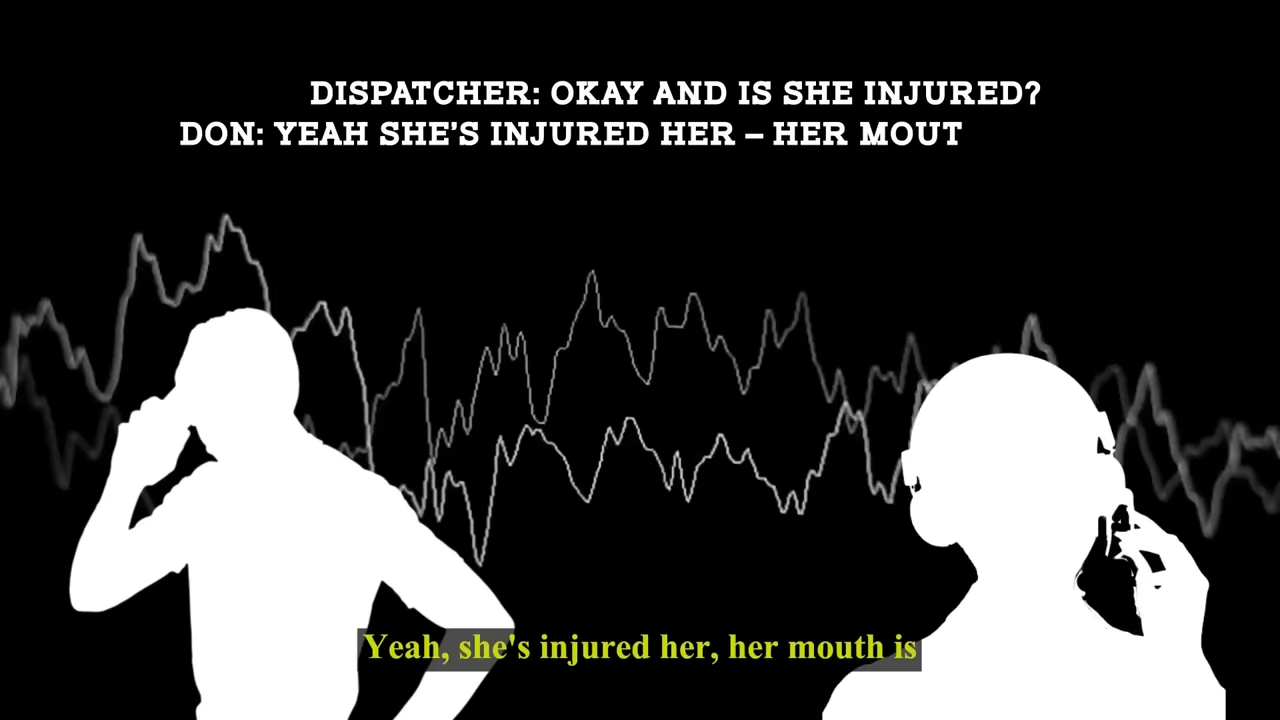 DISPATCHER: OKAY AND IS SHE INJURED?
DON: YEAH SHE'S INJURED HER – HER MOUT
Yeah, she's injured her, her mouth is